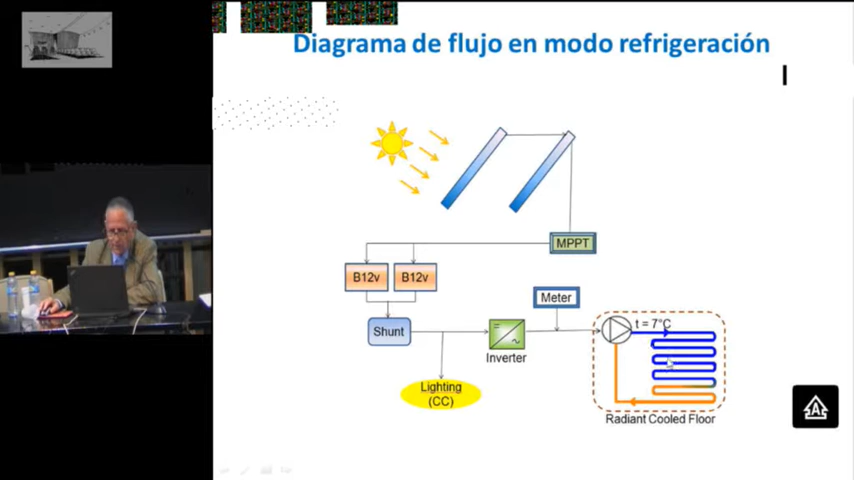 Diagrama de flujo en modo refrigeración
MPPT
B12v
B12v
Meter
Shunt
t = 7°C
Inverter
Lighting
(CC)
Radiant Cooled Floor
A